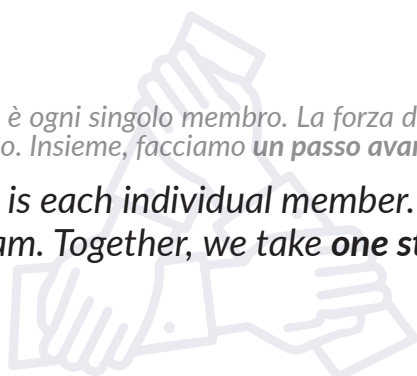 è ogni singolo membro. La forza d
o. Insieme, facciamo un passo avan
is each individual member.
am. Together, we take one st